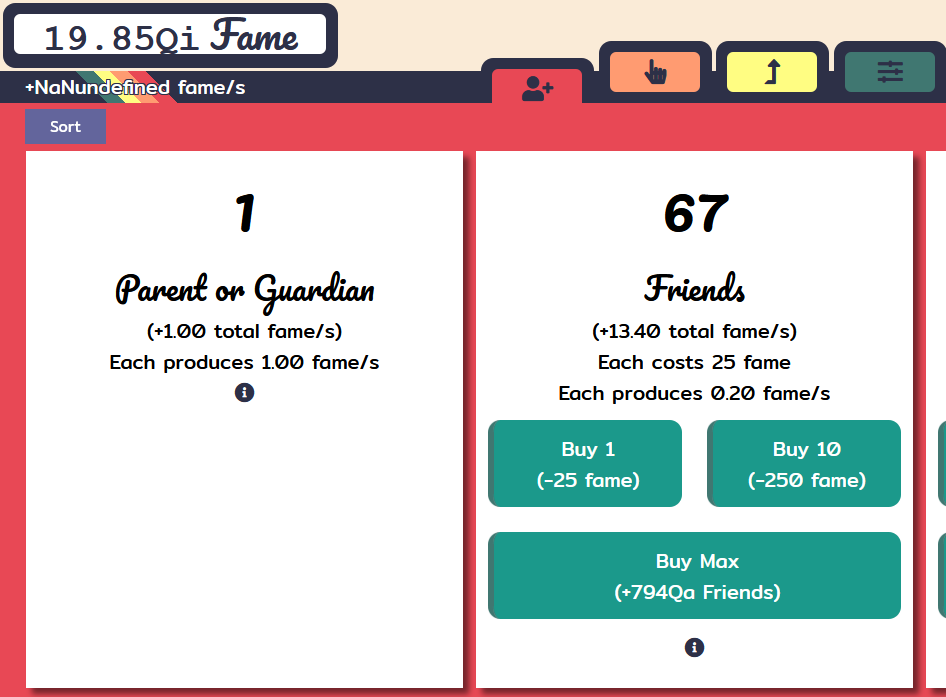 19.85Qi Fame
+NaNundefined fame/s
Sort
1
Parent or Guardian
(+1.00 total fame/s)
Each produces 1.00 fame/s
67
Friends
(+13.40 total fame/s)
Each costs 25 fame
Each produces 0.20 fame/s
Buy 1
(-25 fame)
Buy 10
(-250 fame)
Buy Max
(+794Qa Friends)